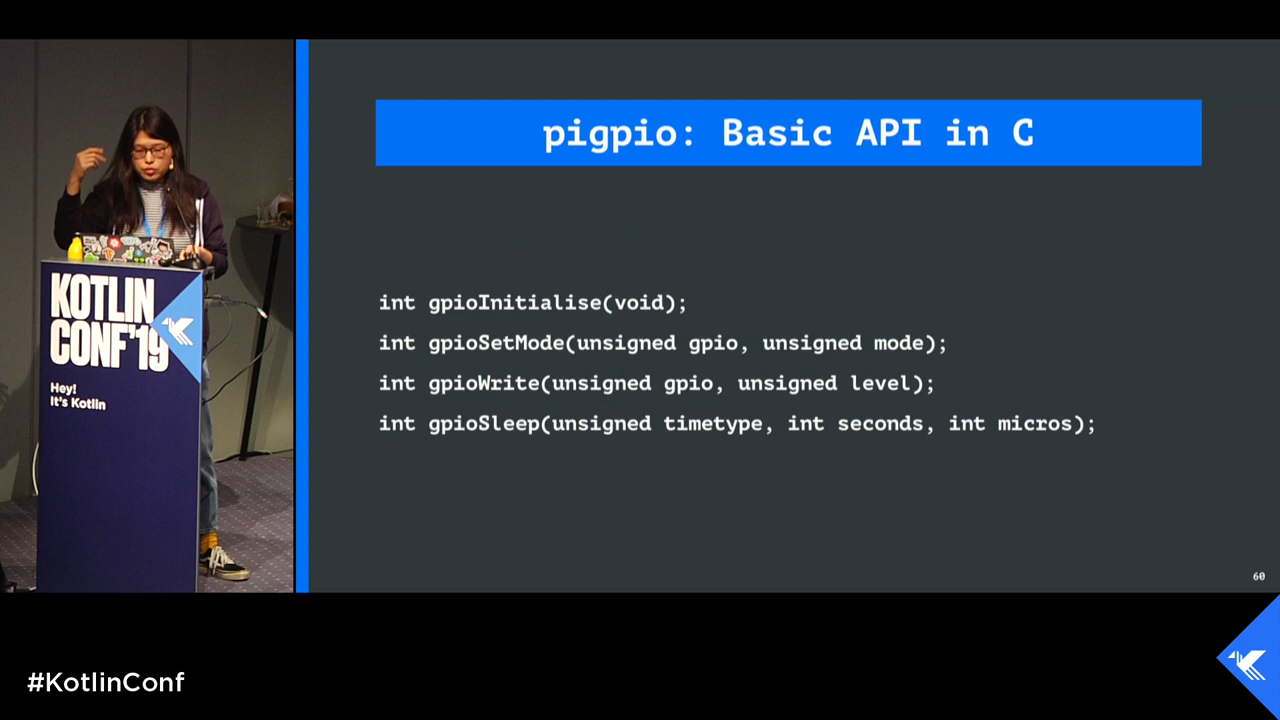 pigpio: Basic API in C
int gpioInitialise(void);
int gpioSetMode(unsigned gpio, unsigned mode);
int gpioWrite(unsigned gpio, unsigned level);
int gpioSleep(unsigned timetype, int seconds, int micros);
60
KOTLIN
CONF'19
Hey!
It's Kotlin
#KotlinConf